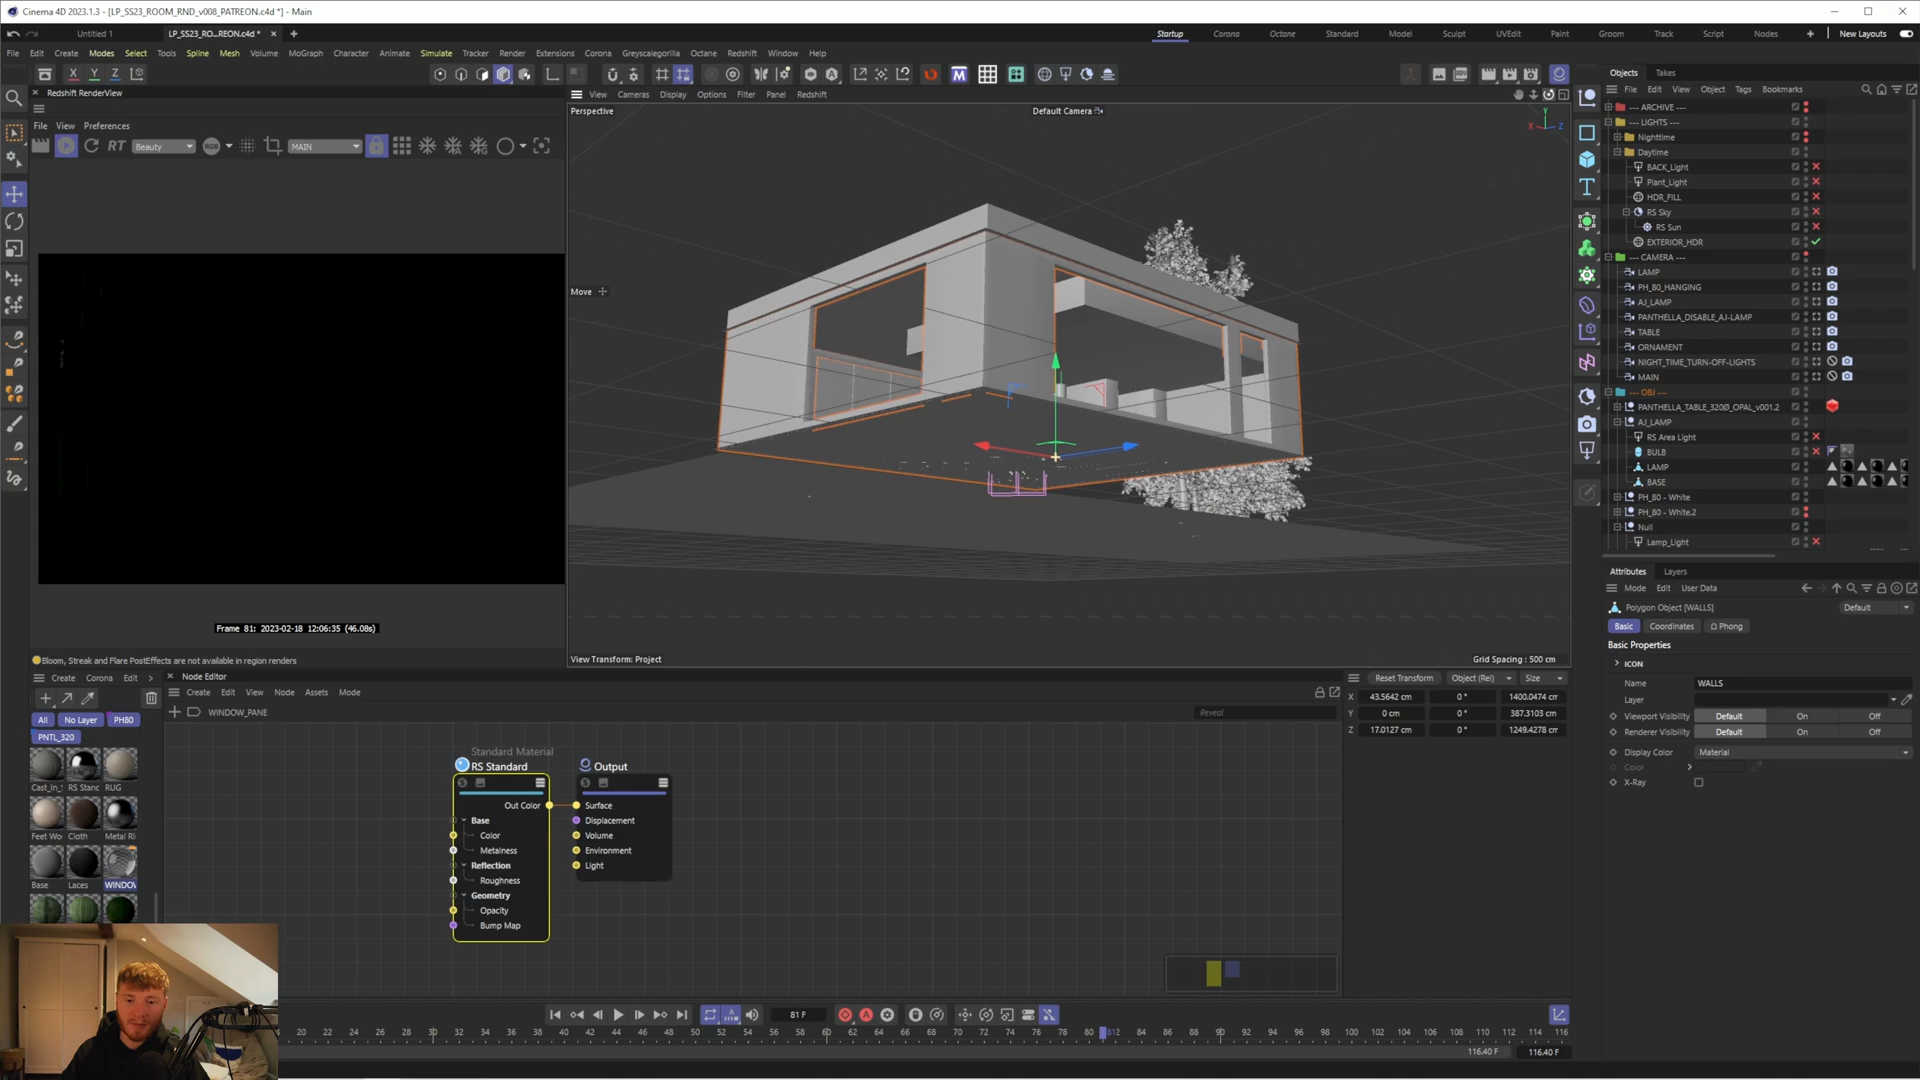 Cinema 4D 2023.1.3 - [LP_SS23_ROOM_RND_v008_PATREON.c4d *] - Main
Untitled 1
LP_SS23_RO...REON.c4d *
Startup Corona Octane Standard Model Sculpt UVEdit Paint Groom Track Script Nodes New Layouts
File Edit Create Modes Select Tools Spline Mesh Volume MoGraph Character Animate Simulate Tracker Render Extensions Corona Greyscalegorilla Octane Redshift Window Help
X Y Z
Redshift RenderView
File View Preferences
RT Beauty RGB MAIN
View Cameras Display Options Filter Panel Redshift
Perspective
Default Camera
Y
X Z
Move
Frame 81: 2023-02-18 12:06:35 (46.08s)
Bloom, Streak and Flare PostEffects are not available in region renders
View Transform: Project
Grid Spacing : 500 cm
Objects Takes
File Edit View Object Tags Bookmarks
--- ARCHIVE ---
--- LIGHTS ---
Nighttime
Daytime
BACK_Light
Plant_Light
HDR_FILL
RS Sky
RS Sun
EXTERIOR_HDR
--- CAMERA ---
LAMP
PH_80_HANGING
AJ_LAMP
PANTHELLA_DISABLE_AJ-LAMP
TABLE
ORNAMENT
NIGHT_TIME_TURN-OFF-LIGHTS
MAIN
--- OBJ ---
PANTHELLA_TABLE_320Ø_OPAL_v001.2
AJ_LAMP
RS Area Light
BULB
LAMP
BASE
PH_80 - White
PH_80 - White.2
Null
Lamp_Light
Attributes Layers
Mode Edit User Data
Polygon Object [WALLS]
Default
Basic Coordinates Phong
Basic Properties
ICON
Name WALLS
Layer
Viewport Visibility Default On Off
Renderer Visibility Default On Off
Display Color Material
Color
X-Ray
Create Corona Edit
All No Layer PH80
PNTL_320
Cast_In_ RS Stanc RUG
Feet Wo Cloth Metal Ri
Base Laces WINDOW
Node Editor
Create Edit View Node Assets Mode
WINDOW_PANE
Reveal
Standard Material
RS Standard
Out Color
Base
Color
Metalness
Reflection
Roughness
Geometry
Opacity
Bump Map
Output
Surface
Displacement
Volume
Environment
Light
Reset Transform Object (Rel) Size
X 43.5642 cm 0 ° 1400.0474 cm
Y 0 cm 0 ° 387.3103 cm
Z 17.0127 cm 0 ° 1249.4278 cm
81 F
20 22 24 26 28 30 32 34 36 38 40 42 44 46 48 50 52 54 56 58 60 62 64 66 68 70 72 74 76 78 80 812 84 86 88 90 92 94 96 98 100 102 104 106 108 110 112 114 116
116.40 F
116.40 F